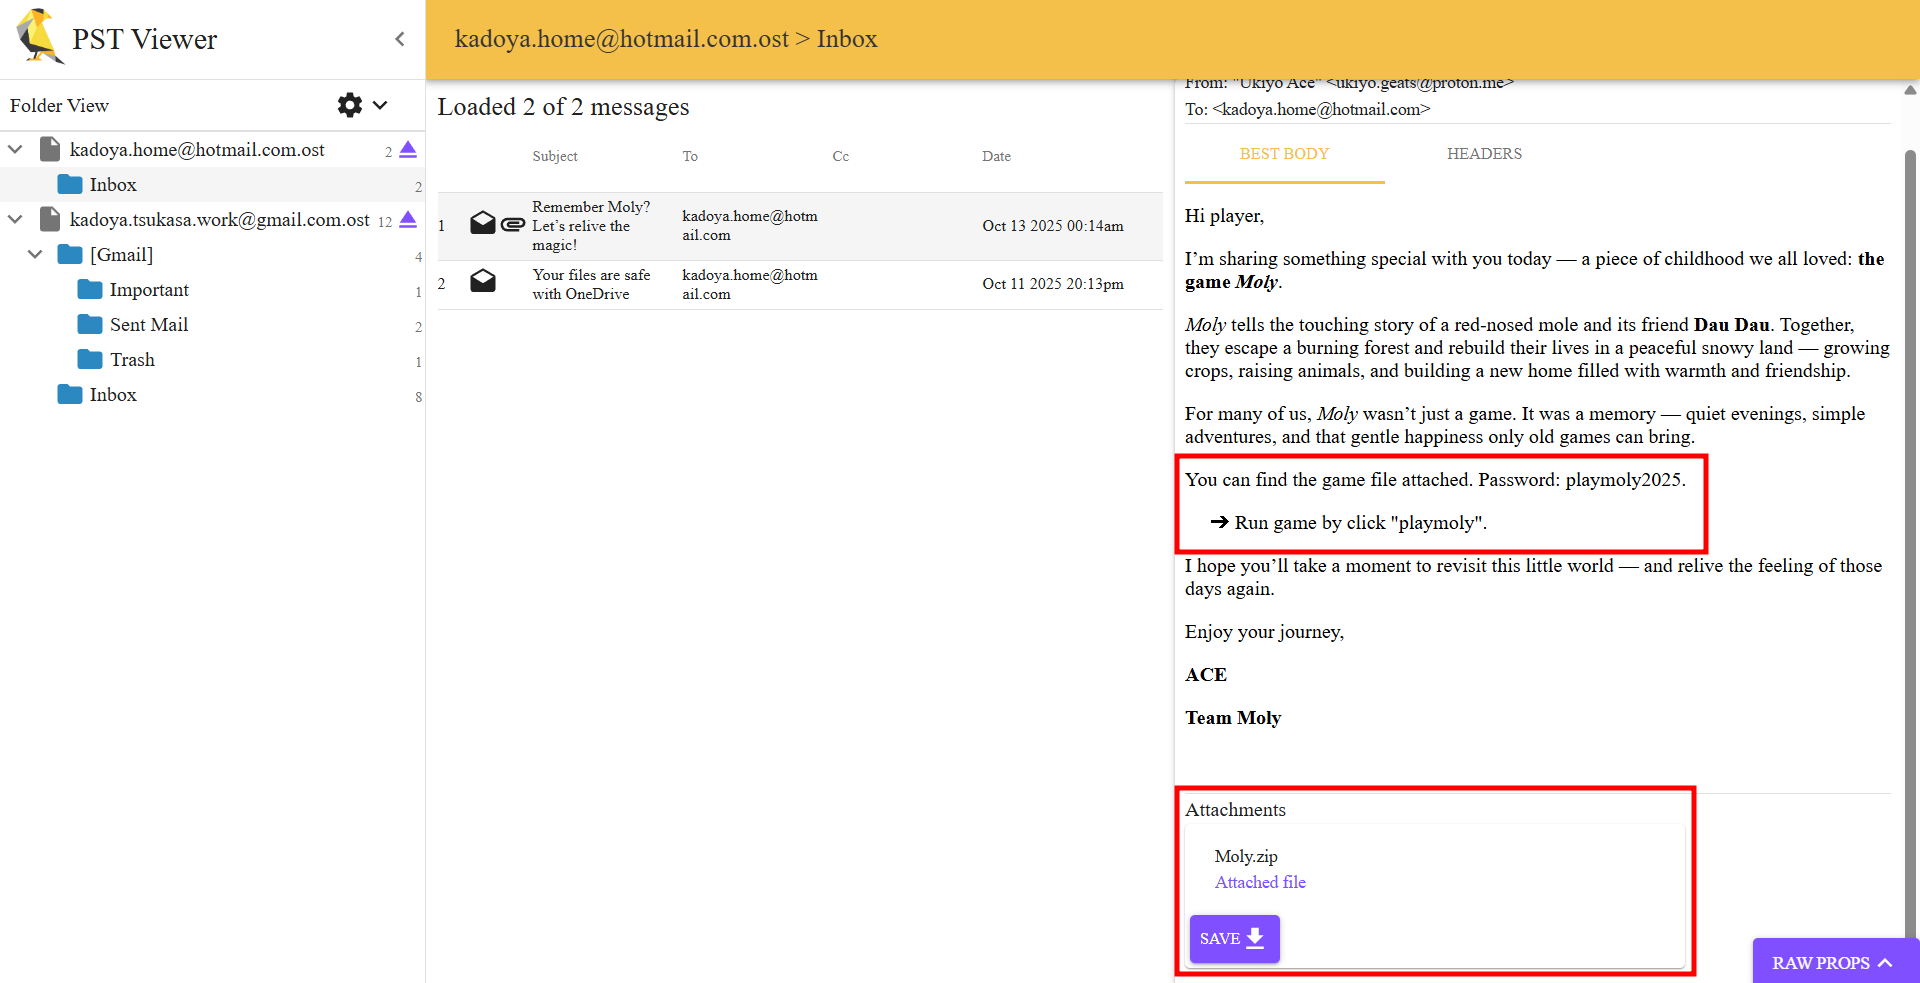 PST Viewer
kadoya.home@hotmail.com.ost > Inbox
Folder View
kadoya.home@hotmail.com.ost 2
Inbox 2
kadoya.tsukasa.work@gmail.com.ost 12
[Gmail] 4
Important 1
Sent Mail 2
Trash 1
Inbox 8
Loaded 2 of 2 messages
Subject To Cc Date
1 Remember Moly? Let’s relive the magic! kadoya.home@hotmail.com Oct 13 2025 00:14am
2 Your files are safe with OneDrive kadoya.home@hotmail.com Oct 11 2025 20:13pm
From: "Ukiyo Ace" <ukiyo.geats@proton.me>
To: <kadoya.home@hotmail.com>
BEST BODY HEADERS
Hi player,
I’m sharing something special with you today — a piece of childhood we all loved: the
game Moly.
Moly tells the touching story of a red-nosed mole and its friend Dau Dau. Together,
they escape a burning forest and rebuild their lives in a peaceful snowy land — growing
crops, raising animals, and building a new home filled with warmth and friendship.
For many of us, Moly wasn’t just a game. It was a memory — quiet evenings, simple
adventures, and that gentle happiness only old games can bring.
You can find the game file attached. Password: playmoly2025.
➔ Run game by click "playmoly".
I hope you’ll take a moment to revisit this little world — and relive the feeling of those
days again.
Enjoy your journey,
ACE
Team Moly
Attachments
Moly.zip
Attached file
SAVE
RAW PROPS